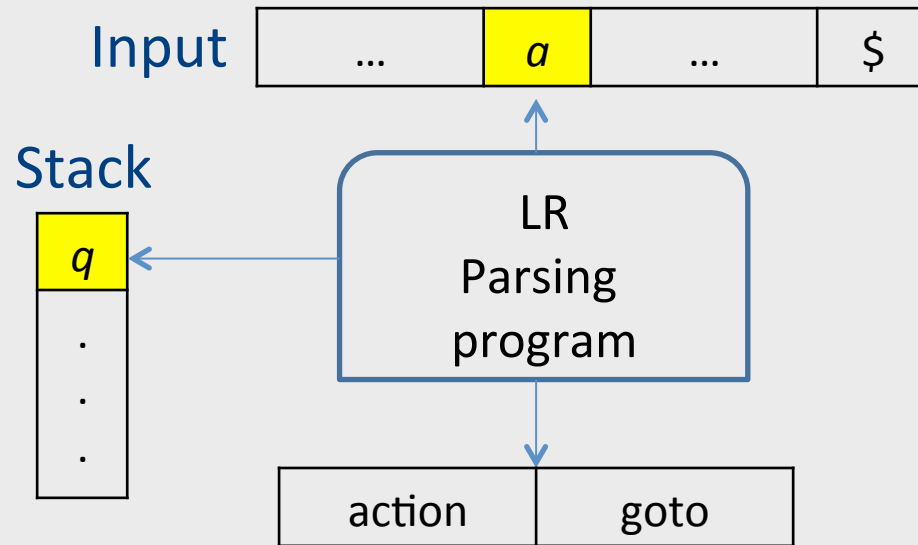 Input … a … $
Stack
q
.
.
.
LR
Parsing
program
action goto